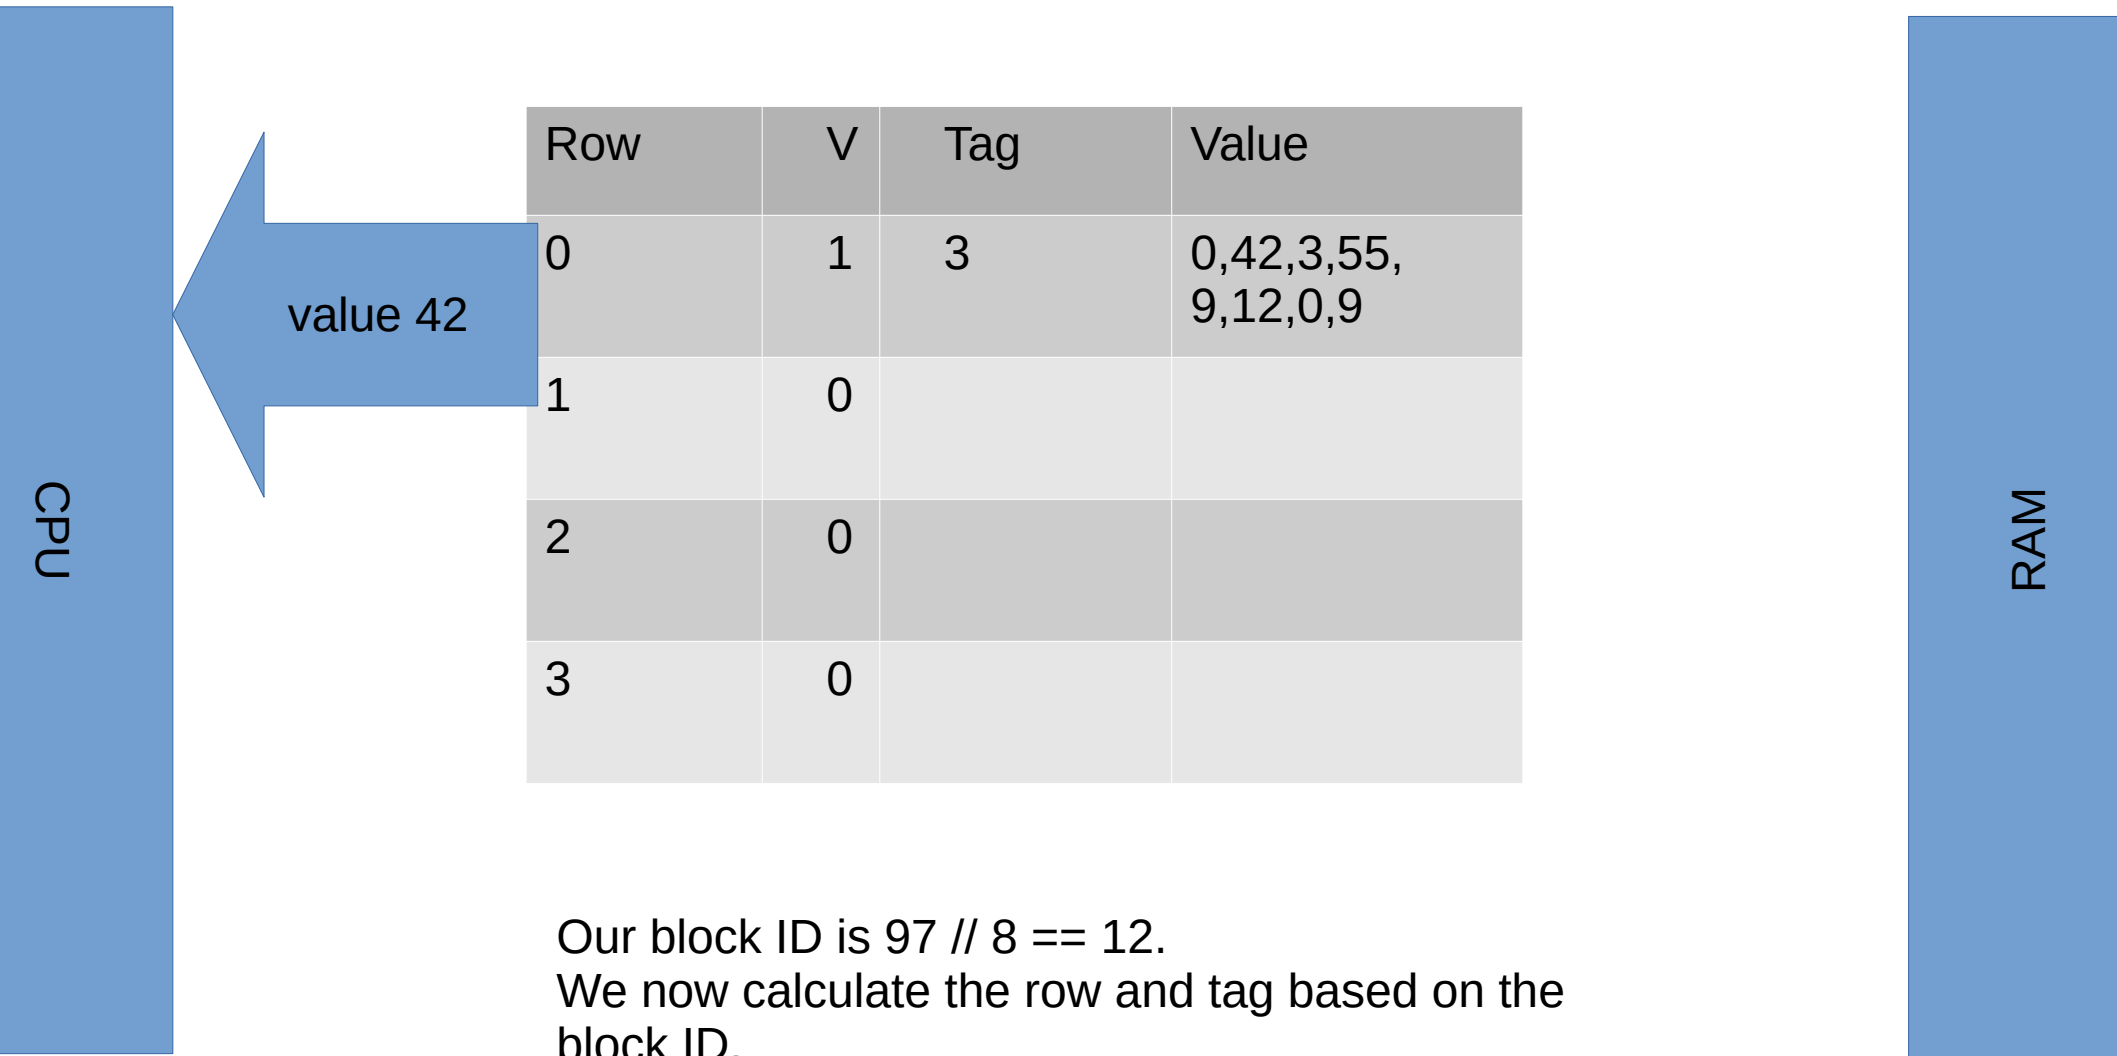 CPU
value 42
Row V Tag Value
0 1 3 0,42,3,55,
9,12,0,9
1 0
2 0
3 0
RAM
Our block ID is 97 // 8 == 12.
We now calculate the row and tag based on the
block ID.